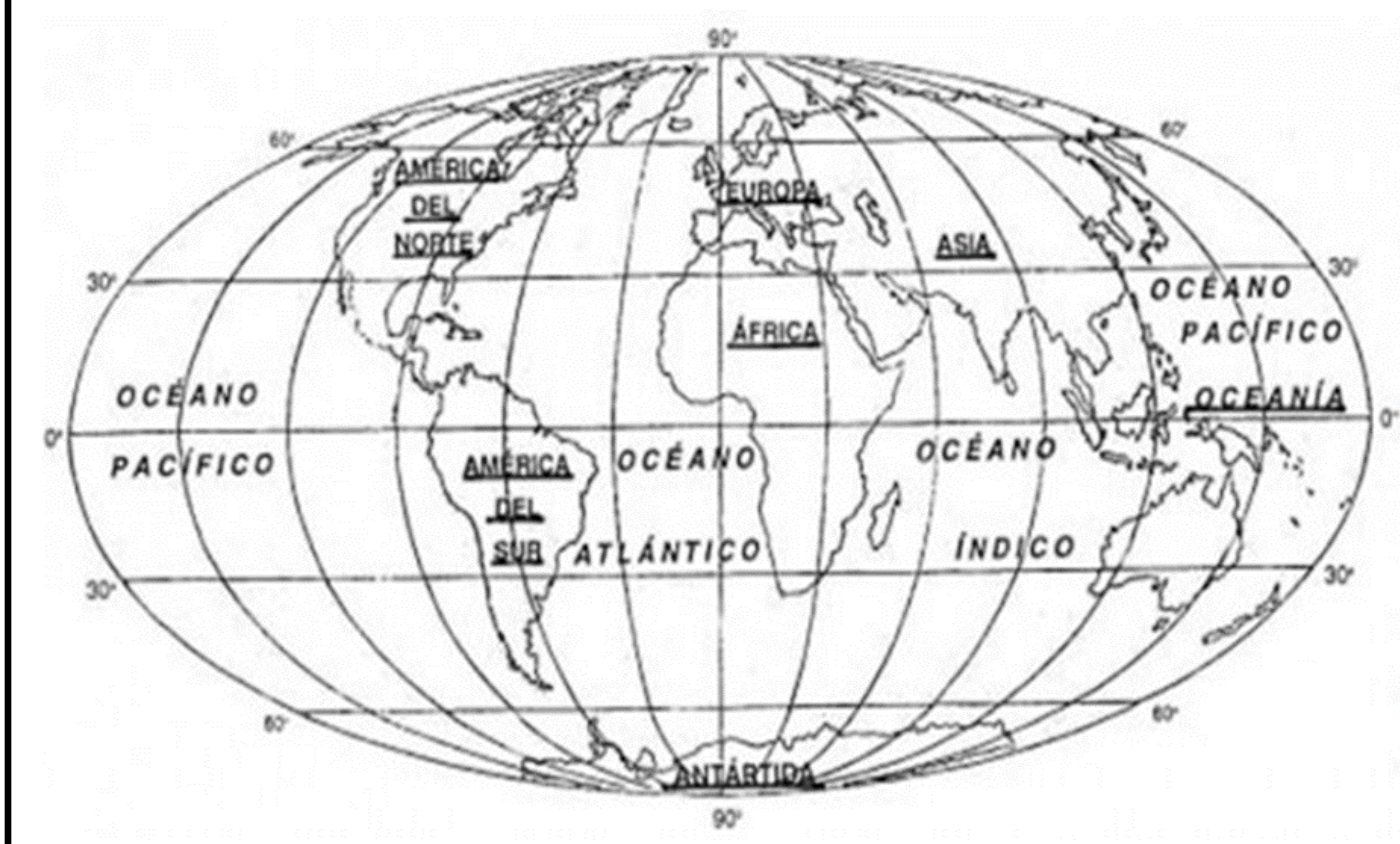 90°
60°
60°
AMÉRICA
DEL
NORTE
EUROPA
ASIA
30°
30°
OCÉANO
PACÍFICO
ÁFRICA
OCÉANO
PACÍFICO
OCEANÍA
0°
0°
AMÉRICA
DEL
SUR
OCÉANO
ATLÁNTICO
OCÉANO
ÍNDICO
30°
30°
60°
60°
ANTÁRTIDA
90°